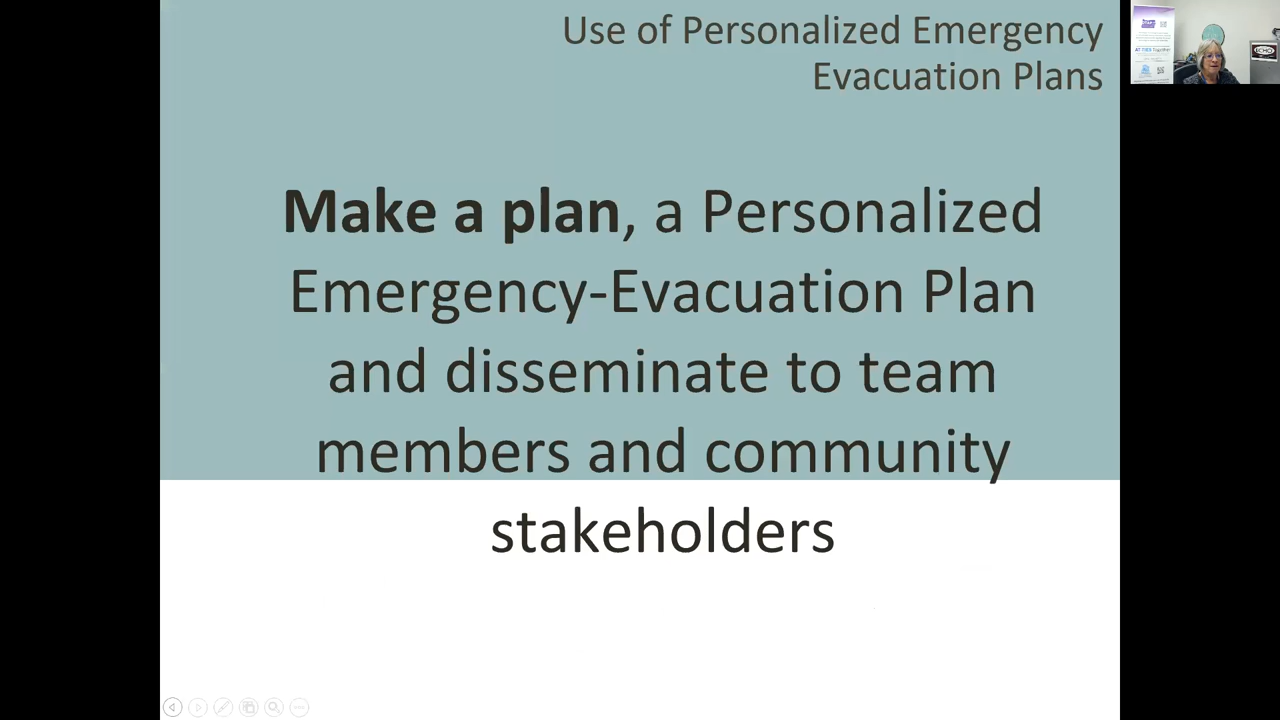 Use of Personalized Emergency
Evacuation Plans
Make a plan, a Personalized
Emergency-Evacuation Plan
and disseminate to team
members and community
stakeholders